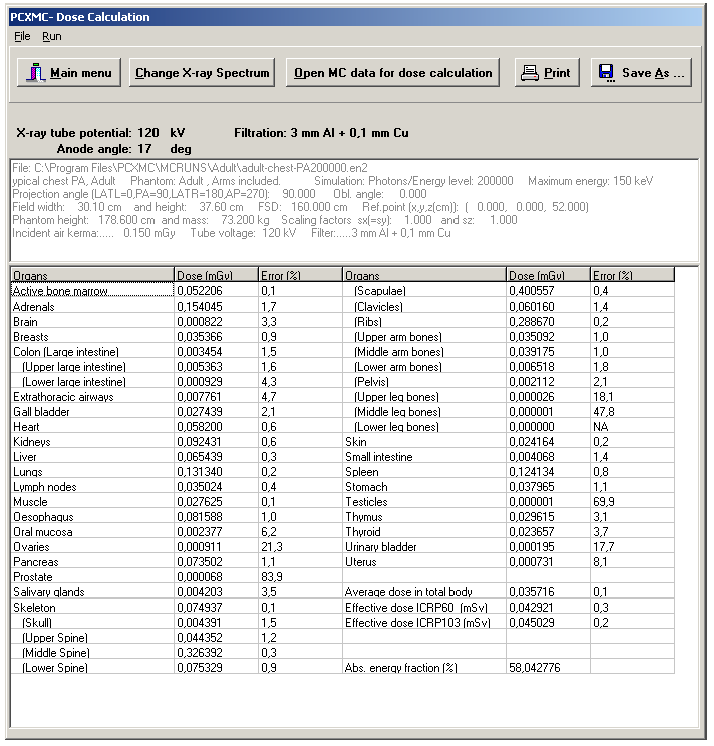 PCXMC- Dose Calculation
File Run
Main menu Change X-ray Spectrum Open MC data for dose calculation Print Save As ...
X-ray tube potential: 120 kV Filtration: 3 mm Al + 0,1 mm Cu
Anode angle: 17 deg
File: C:\Program Files\PCXMC\MCRUNS\Adult\adult-chest-PA200000.en2
ypical chest PA, Adult Phantom: Adult , Arms included. Simulation: Photons/Energy level: 200000 Maximum energy: 150 keV
Projection angle (LATL=0,PA=90,LATR=180,AP=270): 90.000 Obl. angle: 0.000
Field width: 30.10 cm and height: 37.60 cm FSD: 160.000 cm Ref.point (x,y,z(cm)): ( 0.000, 0.000, 52.000)
Phantom height: 178.600 cm and mass: 73.200 kg Scaling factors sx(=sy): 1.000 and sz: 1.000
Incident air kerma:..... 0.150 mGy Tube voltage: 120 kV Filter:.....3 mm Al + 0,1 mm Cu
Organs Dose (mGy) Error (%) Organs Dose (mGy) Error (%)
Active bone marrow 0,052206 0,1 (Scapulae) 0,400557 0,4
Adrenals 0,154045 1,7 (Clavicles) 0,060160 1,4
Brain 0,000822 3,3 (Ribs) 0,288670 0,2
Breasts 0,035366 0,9 (Upper arm bones) 0,035092 1,0
Colon (Large intestine) 0,003454 1,5 (Middle arm bones) 0,039175 1,0
(Upper large intestine) 0,005363 1,6 (Lower arm bones) 0,006518 1,8
(Lower large intestine) 0,000929 4,3 (Pelvis) 0,002112 2,1
Extrathoracic airways 0,007761 4,7 (Upper leg bones) 0,000026 18,1
Gall bladder 0,027439 2,1 (Middle leg bones) 0,000001 47,8
Heart 0,058200 0,6 (Lower leg bones) 0,000000 NA
Kidneys 0,092431 0,6 Skin 0,024164 0,2
Liver 0,065439 0,3 Small intestine 0,004068 1,4
Lungs 0,131340 0,2 Spleen 0,124134 0,8
Lymph nodes 0,035024 0,4 Stomach 0,037965 1,1
Muscle 0,027625 0,1 Testicles 0,000001 69,9
Oesophagus 0,081588 1,0 Thymus 0,029615 3,1
Oral mucosa 0,002377 6,2 Thyroid 0,023657 3,7
Ovaries 0,000911 21,3 Urinary bladder 0,000195 17,7
Pancreas 0,073502 1,1 Uterus 0,000731 8,1
Prostate 0,000068 83,9
Salivary glands 0,004203 3,5 Average dose in total body 0,035716 0,1
Skeleton 0,074937 0,1 Effective dose ICRP60 (mSv) 0,042921 0,3
(Skull) 0,004391 1,5 Effective dose ICRP103 (mSv) 0,045029 0,2
(Upper Spine) 0,044352 1,2
(Middle Spine) 0,326392 0,3
(Lower Spine) 0,075329 0,9 Abs. energy fraction (%) 58,042776